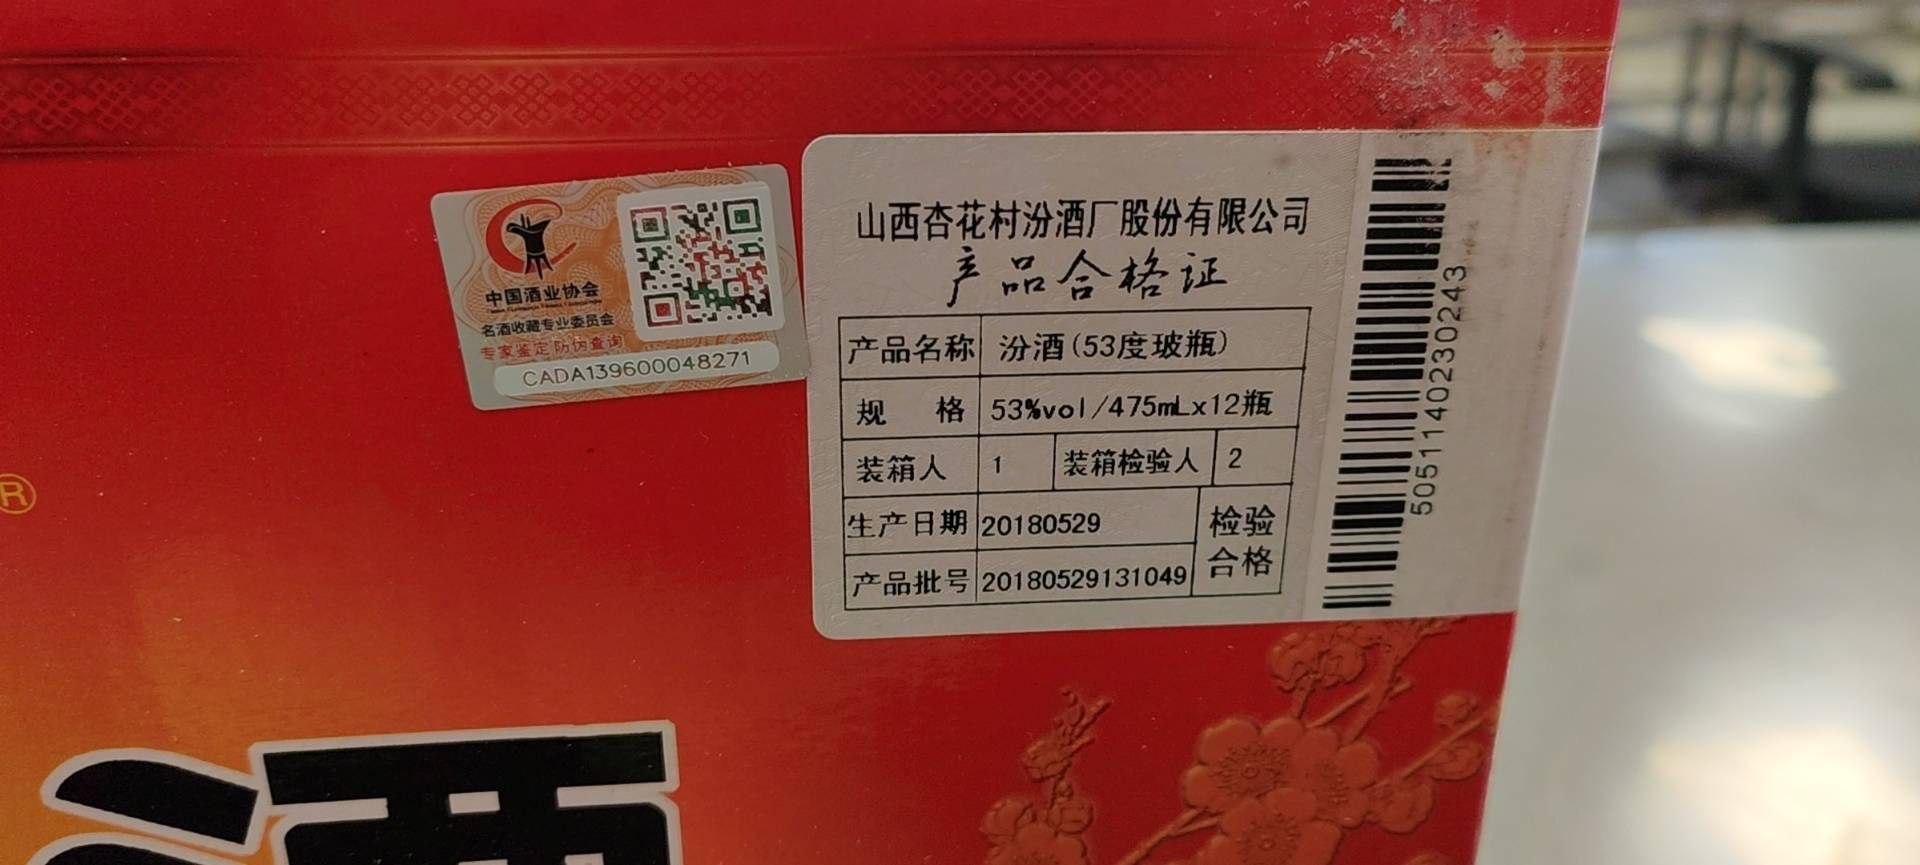 ®
中国酒业协会
名酒收藏专业委员会
专家鉴定 防伪查询
CADA139600048271
山西杏花村汾酒厂股份有限公司
产品合格证
产品名称 汾酒(53度玻瓶)
规 格 53%vol/475mLx12瓶
装箱人 1 装箱检验人 2
生产日期 20180529
检验合格
产品批号 20180529131049
5051140230243
酒